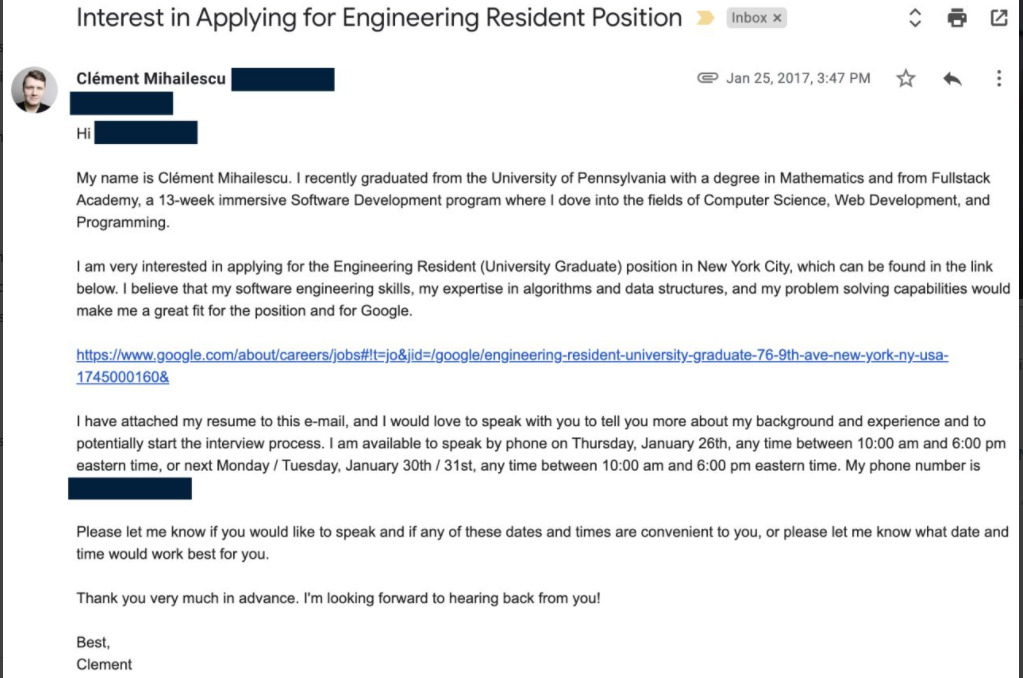 Interest in Applying for Engineering Resident Position
Inbox ×
Clément Mihailescu
Jan 25, 2017, 3:47 PM
Hi
My name is Clément Mihailescu. I recently graduated from the University of Pennsylvania with a degree in Mathematics and from Fullstack
Academy, a 13-week immersive Software Development program where I dove into the fields of Computer Science, Web Development, and
Programming.
I am very interested in applying for the Engineering Resident (University Graduate) position in New York City, which can be found in the link
below. I believe that my software engineering skills, my expertise in algorithms and data structures, and my problem solving capabilities would
make me a great fit for the position and for Google.
https://www.google.com/about/careers/jobs#!t=jo&jid=/google/engineering-resident-university-graduate-76-9th-ave-new-york-ny-usa-
1745000160&
I have attached my resume to this e-mail, and I would love to speak with you to tell you more about my background and experience and to
potentially start the interview process. I am available to speak by phone on Thursday, January 26th, any time between 10:00 am and 6:00 pm
eastern time, or next Monday / Tuesday, January 30th / 31st, any time between 10:00 am and 6:00 pm eastern time. My phone number is
Please let me know if you would like to speak and if any of these dates and times are convenient to you, or please let me know what date and
time would work best for you.
Thank you very much in advance. I'm looking forward to hearing back from you!
Best,
Clement